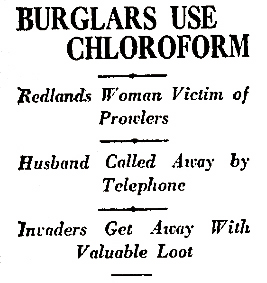 BURGLARS USE
CHLOROFORM
Redlands Woman Victim of
Prowlers
Husband Called Away by
Telephone
Invaders Get Away With
Valuable Loot